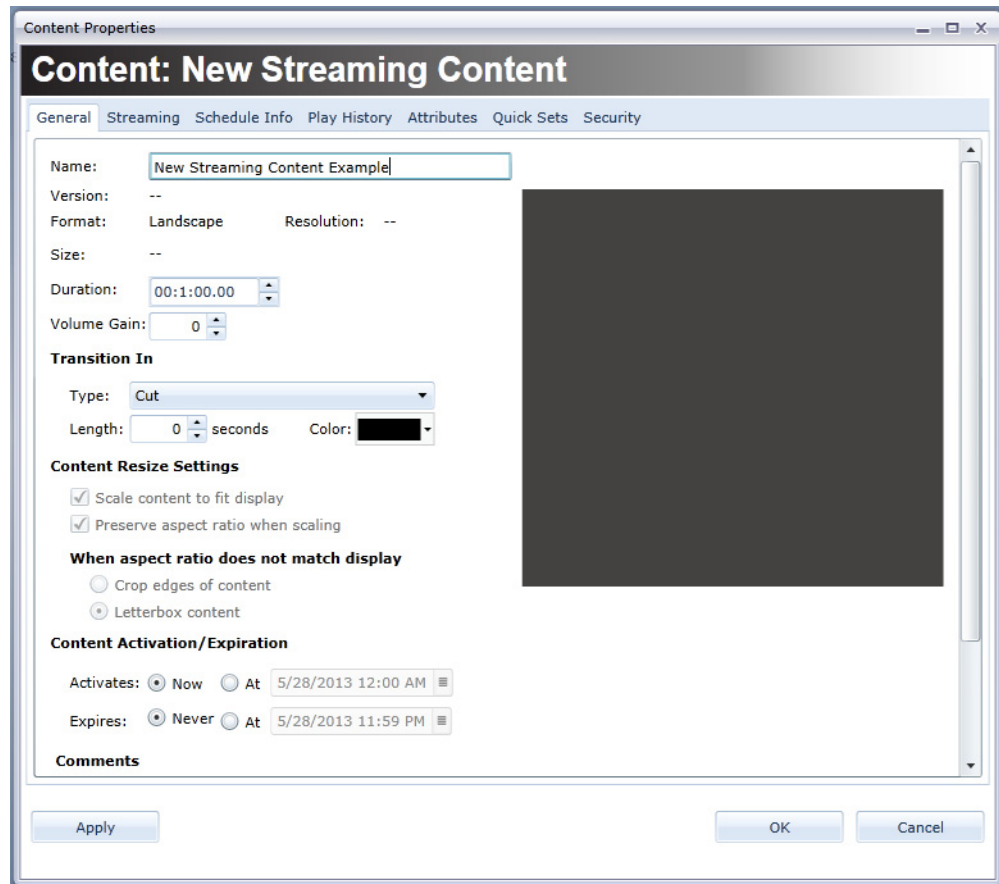 Content Properties
Content: New Streaming Content
General Streaming Schedule Info Play History Attributes Quick Sets Security
Name: New Streaming Content Example
Version: --
Format: Landscape Resolution: --
Size: --
Duration: 00:1:00.00
Volume Gain: 0
Transition In
Type: Cut
Length: 0 seconds Color:
Content Resize Settings
Scale content to fit display
Preserve aspect ratio when scaling
When aspect ratio does not match display
Crop edges of content
Letterbox content
Content Activation/Expiration
Activates: Now At 5/28/2013 12:00 AM
Expires: Never At 5/28/2013 11:59 PM
Comments
Apply OK Cancel